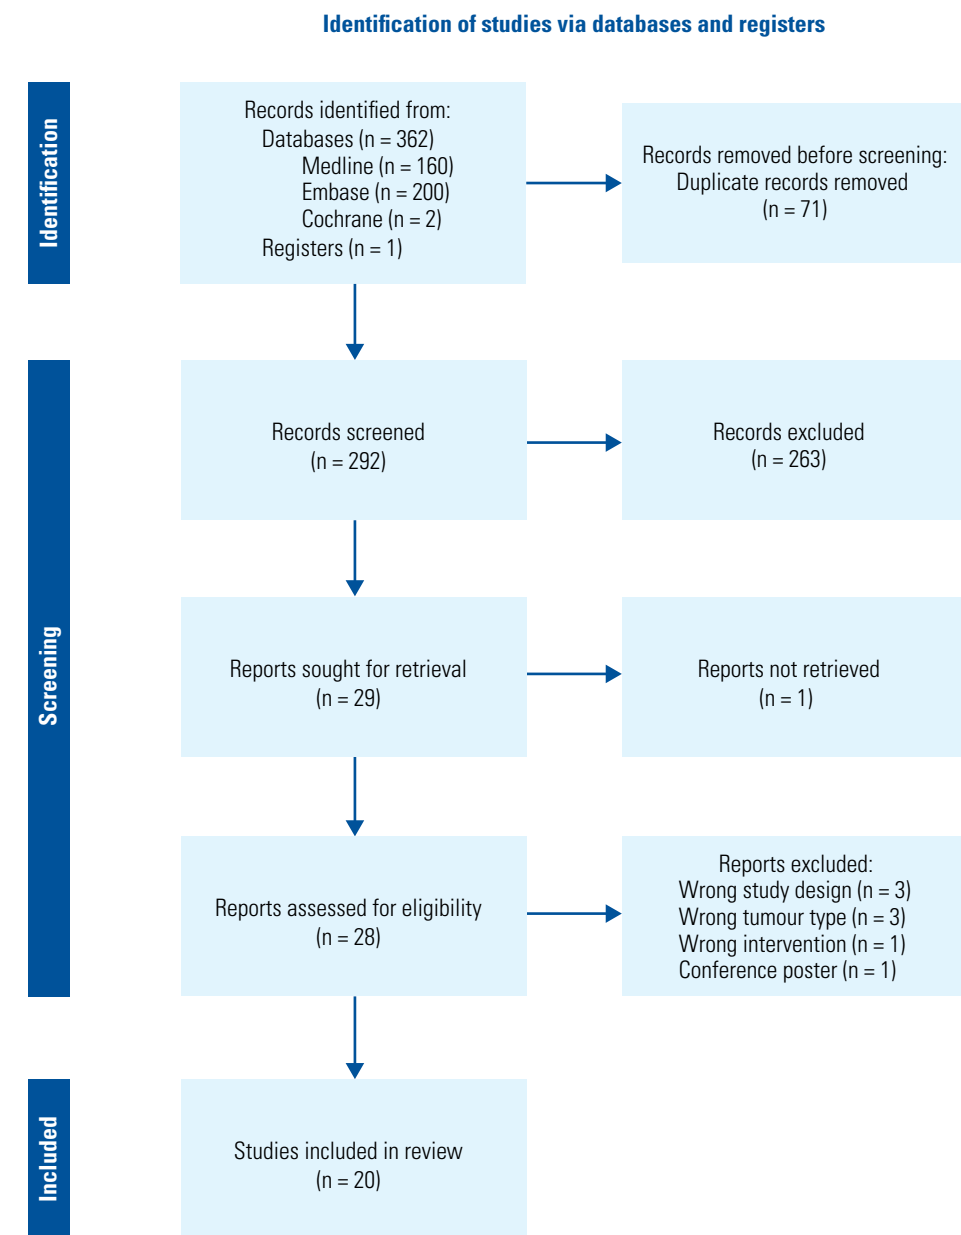 Identification of studies via databases and registers
Identification
Records identified from:
Databases (n = 362)
Medline (n = 160)
Embase (n = 200)
Cochrane (n = 2)
Registers (n = 1)
Records removed before screening:
Duplicate records removed
(n = 71)
Screening
Records screened
(n = 292)
Records excluded
(n = 263)
Reports sought for retrieval
(n = 29)
Reports not retrieved
(n = 1)
Reports assessed for eligibility
(n = 28)
Reports excluded:
Wrong study design (n = 3)
Wrong tumour type (n = 3)
Wrong intervention (n = 1)
Conference poster (n = 1)
Included
Studies included in review
(n = 20)